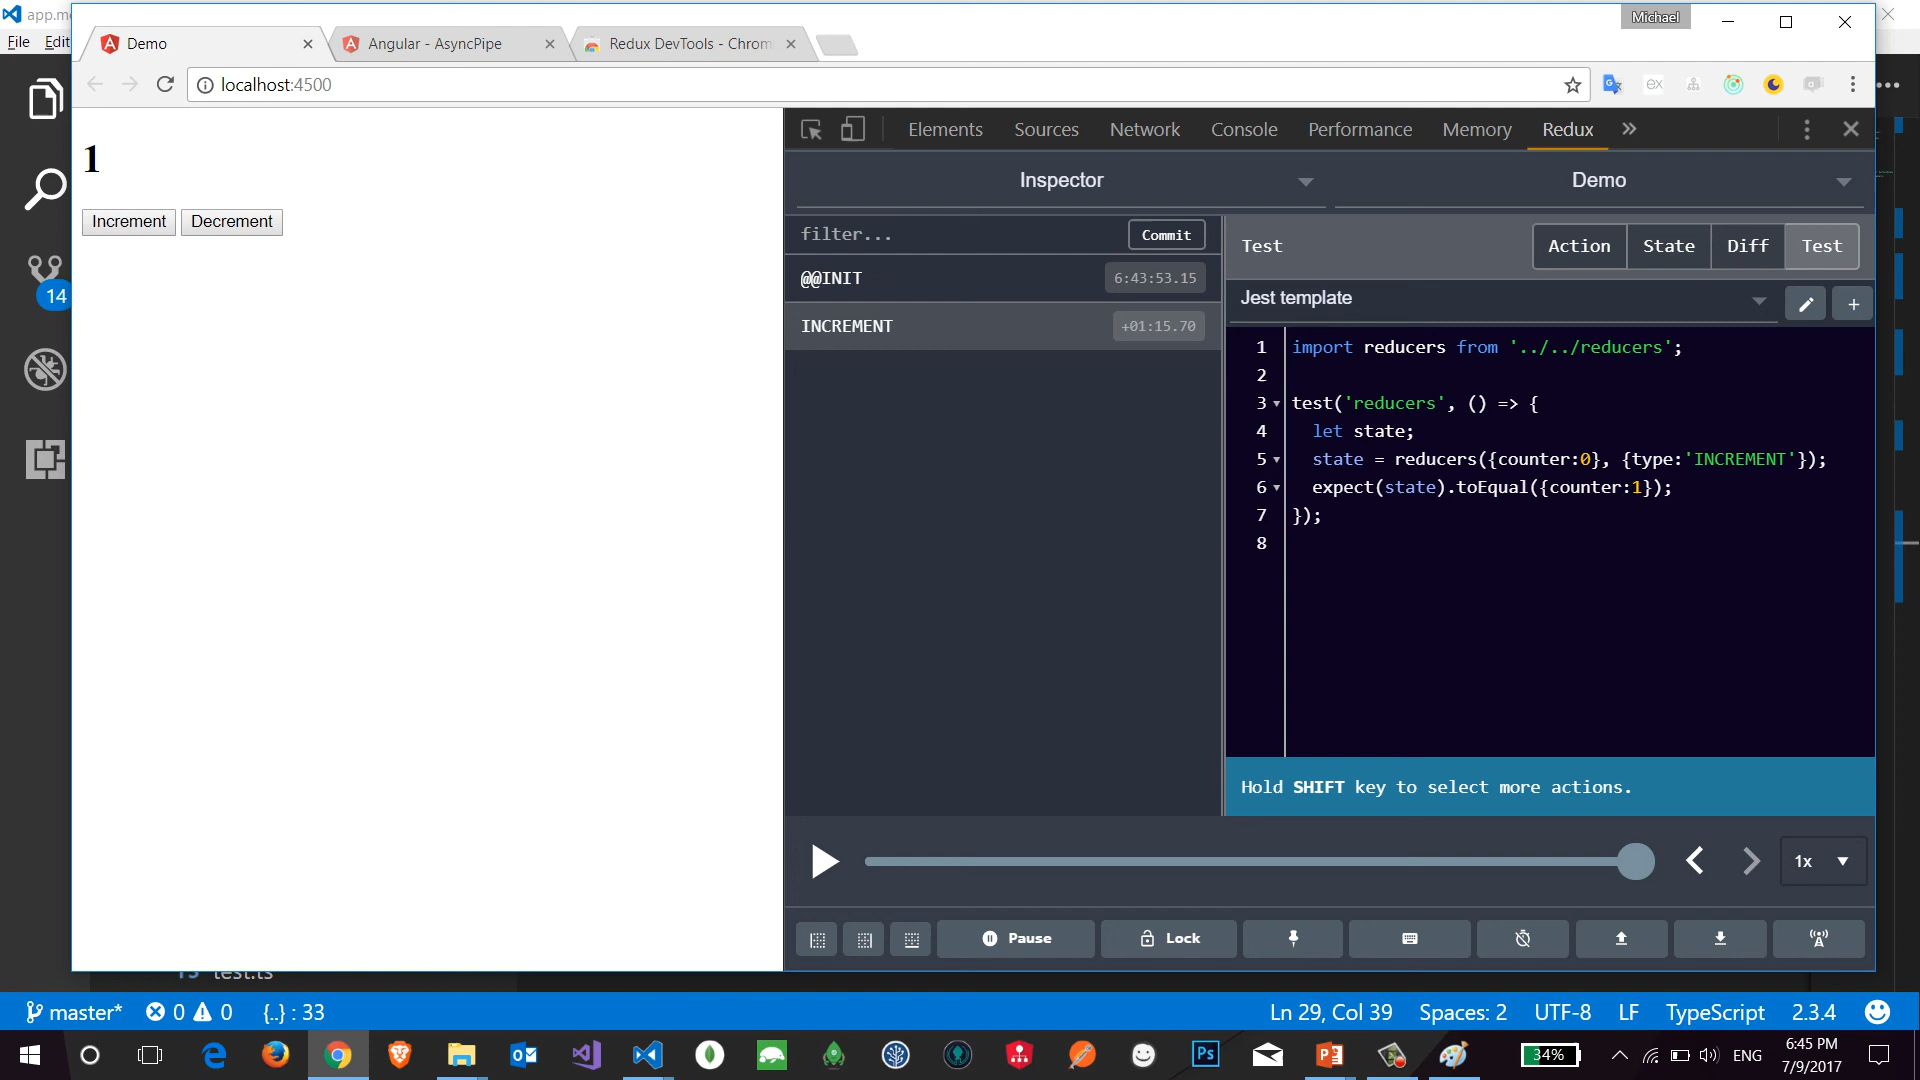 app.m
File Edit
Michael
Demo
Angular - AsyncPipe
Redux DevTools - Chrom
localhost:4500
1
Increment Decrement
14
Elements Sources Network Console Performance Memory Redux
Inspector Demo
filter... Commit
@@INIT 6:43:53.15
INCREMENT +01:15.70
Test Action State Diff Test
Jest template
1 import reducers from '../../reducers';
2
3 test('reducers', () => {
4 let state;
5 state = reducers({counter:0}, {type:'INCREMENT'});
6 expect(state).toEqual({counter:1});
7 });
8
Hold SHIFT key to select more actions.
1x
Pause Lock
test.ts
master* 0 0 {..} : 33 Ln 29, Col 39 Spaces: 2 UTF-8 LF TypeScript 2.3.4
34% ENG 6:45 PM
7/9/2017